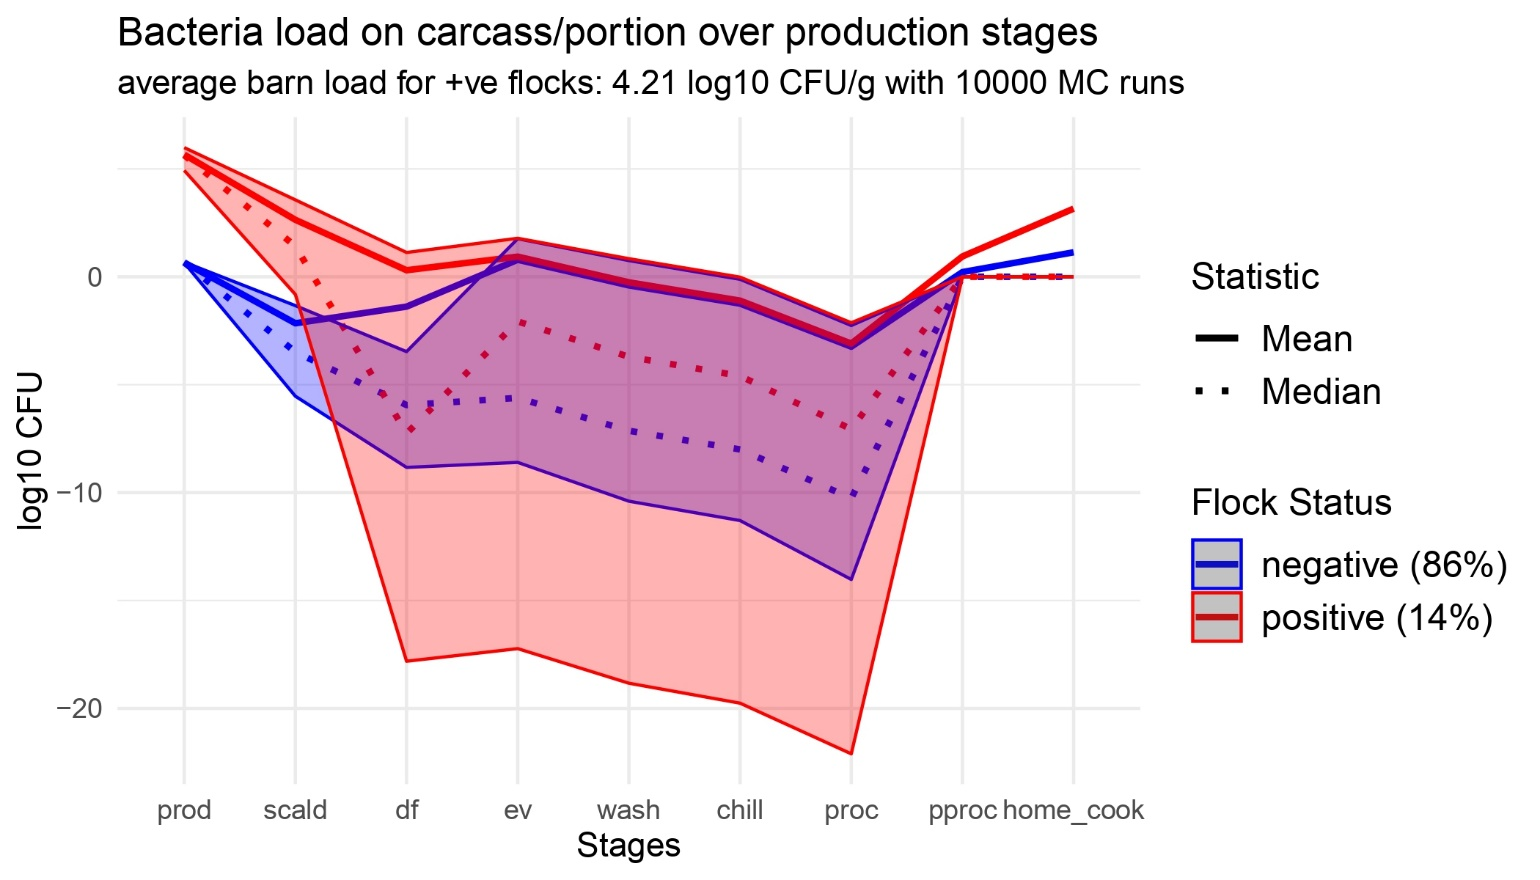 Bacteria load on carcass/portion over production stages
average barn load for +ve flocks: 4.21 log10 CFU/g with 10000 MC runs
log10 CFU
0
−10
−20
prod scald df ev wash chill proc pproc home_cook
Stages
Statistic
Mean
Median
Flock Status
negative (86%)
positive (14%)